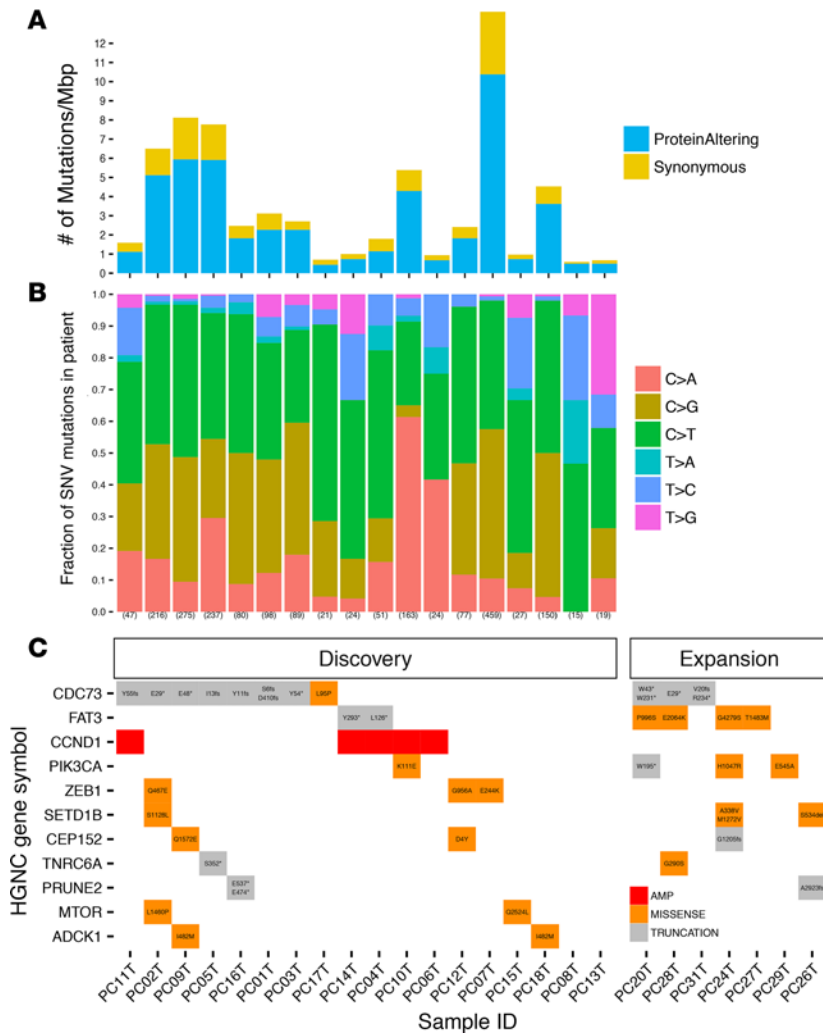 A
# of Mutations/Mbp
12
11
10
9
8
7
6
5
4
3
2
1
0
ProteinAltering
Synonymous
B
Fraction of SNV mutations in patient
1.0
0.9
0.8
0.7
0.6
0.5
0.4
0.3
0.2
0.1
0.0
C>A
C>G
C>T
T>A
T>C
T>G
(47) (216) (275) (237) (80) (98) (89) (21) (24) (51) (163) (24) (77) (459) (27) (150) (15) (19)
C
Discovery Expansion
HGNC gene symbol
S6fs W43* V20fs
CDC73 Y55fs E29* E48* I13fs Y11fs Y54* L95P E29*
D410fs W231* R234*
FAT3 Y293* L128* P996S E2064K G4279S T1483M
CCND1
PIK3CA K111E W195* H1047R E545A
ZEB1 Q467E G956A E244K
A338V
SETD1B S1128L S534del
M1272V
CEP152 Q1572E D4Y G1205fs
TNRC6A S352* G290S
E537*
PRUNE2 A2923fs
E474*
AMP
MTOR L1460P Q2524L MISSENSE
ADCK1 I482M I482M TRUNCATION
PC11T PC02T PC09T PC05T PC16T PC01T PC03T PC17T PC14T PC04T PC10T PC06T PC12T PC07T PC15T PC18T PC08T PC13T PC20T PC28T PC31T PC24T PC27T PC29T PC26T
Sample ID